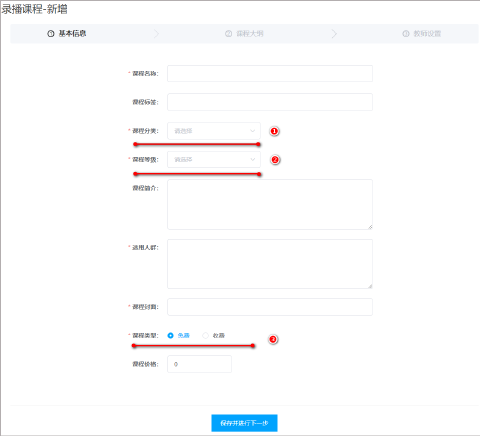 录播课程-新增
① 基本信息
② 课程大纲
③ 教师设置
* 课程名称:
课程标签:
* 课程分类: 请选择 1
* 课程等级: 请选择 2
课程简介:
* 适用人群:
* 课程封面:
* 课程类型: 免费 收费 3
课程价格: 0
保存并进行下一步